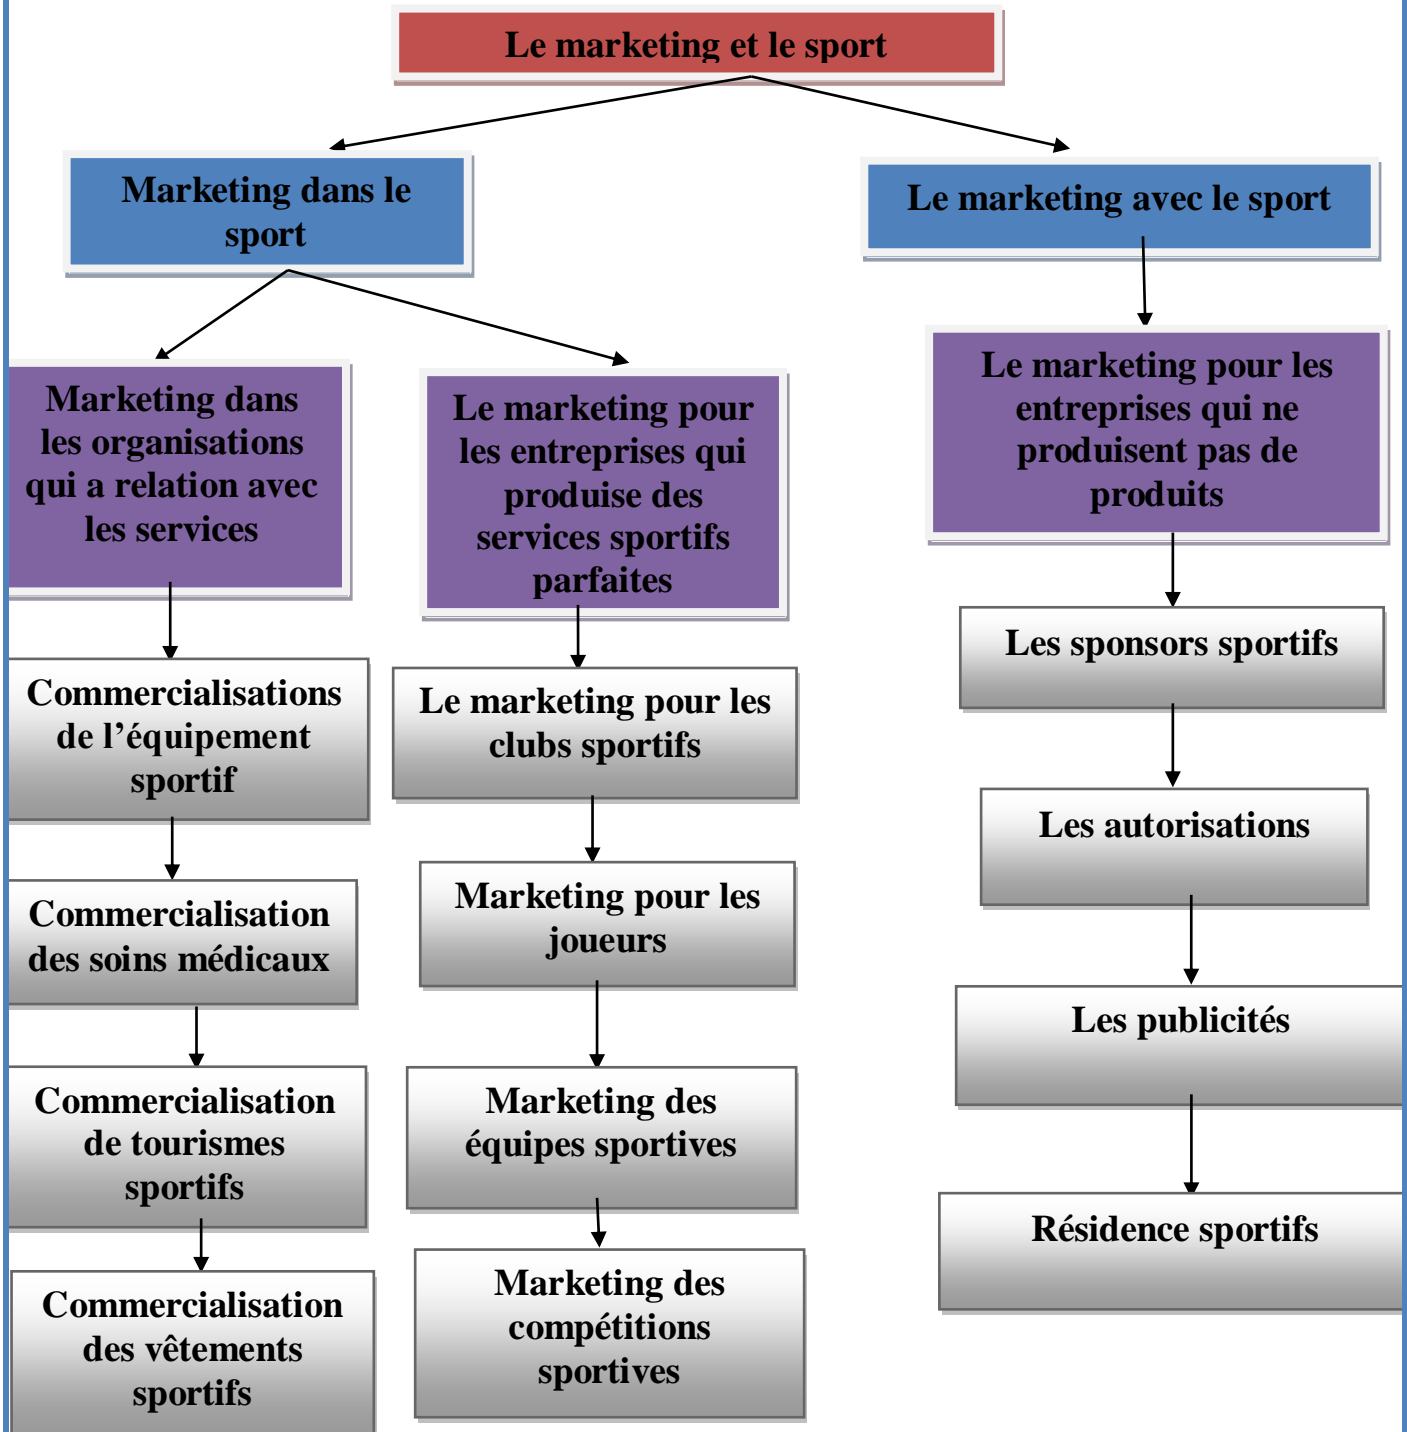 Le marketing et le sport
Marketing dans le
sport
Le marketing avec le sport
Marketing dans
les organisations
qui a relation avec
les services
Le marketing pour
les entreprises qui
produise des
services sportifs
parfaites
Le marketing pour les
entreprises qui ne
produisent pas de
produits
Commercialisations
de l’équipement
sportif
Le marketing pour les
clubs sportifs
Les sponsors sportifs
Commercialisation
des soins médicaux
Marketing pour les
joueurs
Les autorisations
Commercialisation
de tourismes
sportifs
Marketing des
équipes sportives
Les publicités
Commercialisation
des vêtements
sportifs
Marketing des
compétitions
sportives
Résidence sportifs